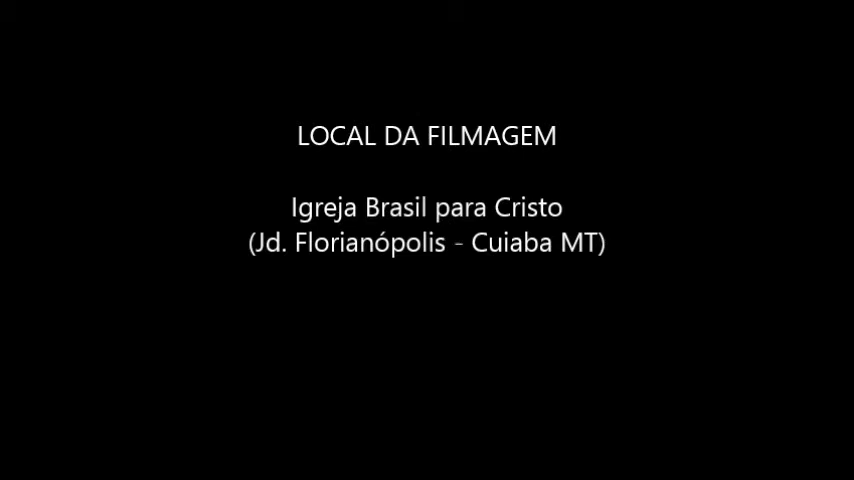 LOCAL DA FILMAGEM
Igreja Brasil para Cristo
(Jd. Florianópolis - Cuiaba MT)